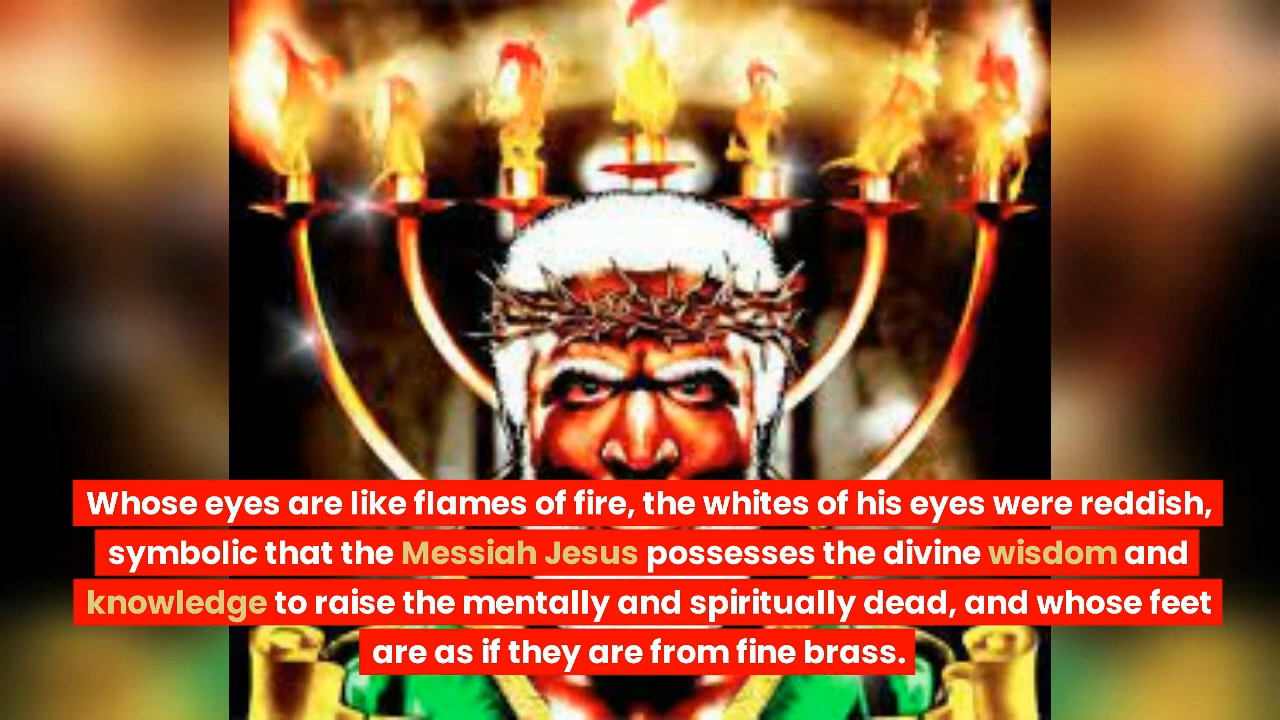 Whose eyes are like flames of fire, the whites of his eyes were reddish,
symbolic that the Messiah Jesus possesses the divine wisdom and
knowledge to raise the mentally and spiritually dead, and whose feet
are as if they are from fine brass.